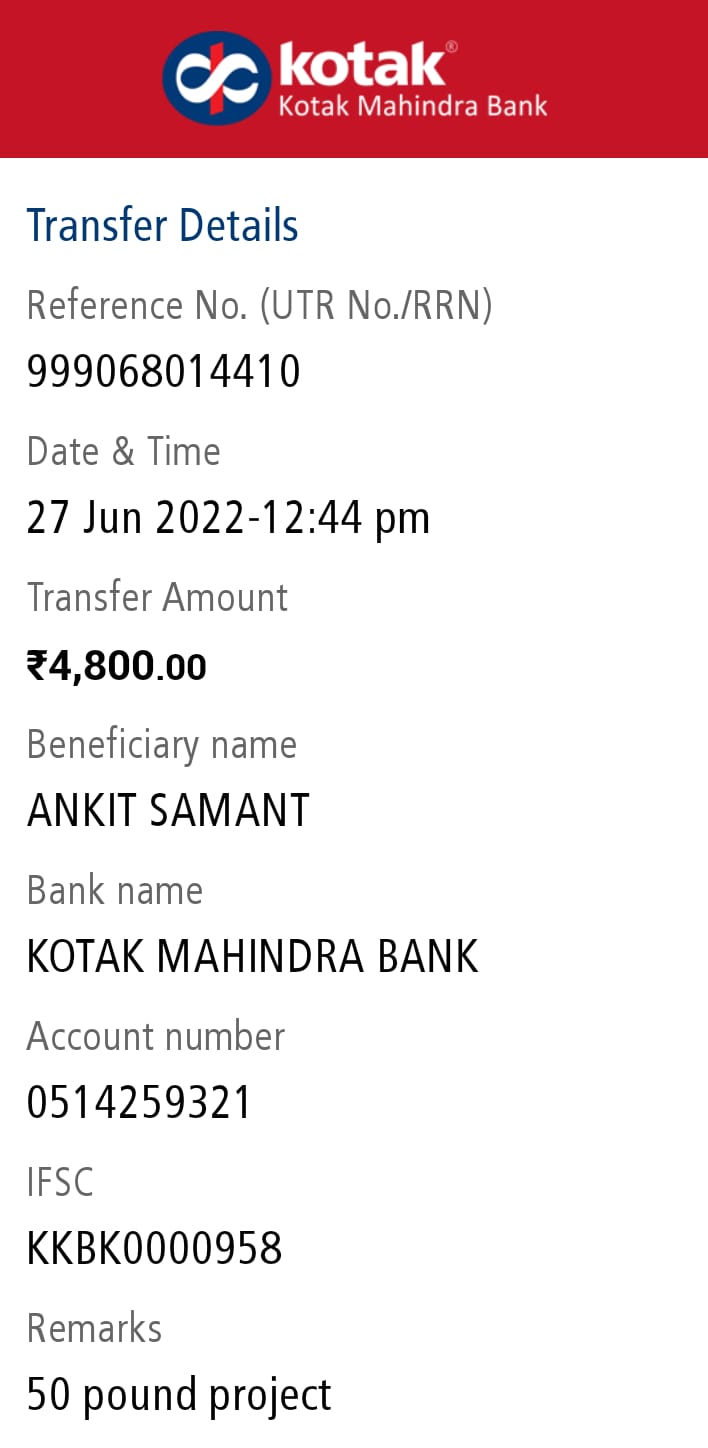 kotak®
Kotak Mahindra Bank
Transfer Details
Reference No. (UTR No./RRN)
999068014410
Date & Time
27 Jun 2022-12:44 pm
Transfer Amount
₹4,800.00
Beneficiary name
ANKIT SAMANT
Bank name
KOTAK MAHINDRA BANK
Account number
0514259321
IFSC
KKBK0000958
Remarks
50 pound project